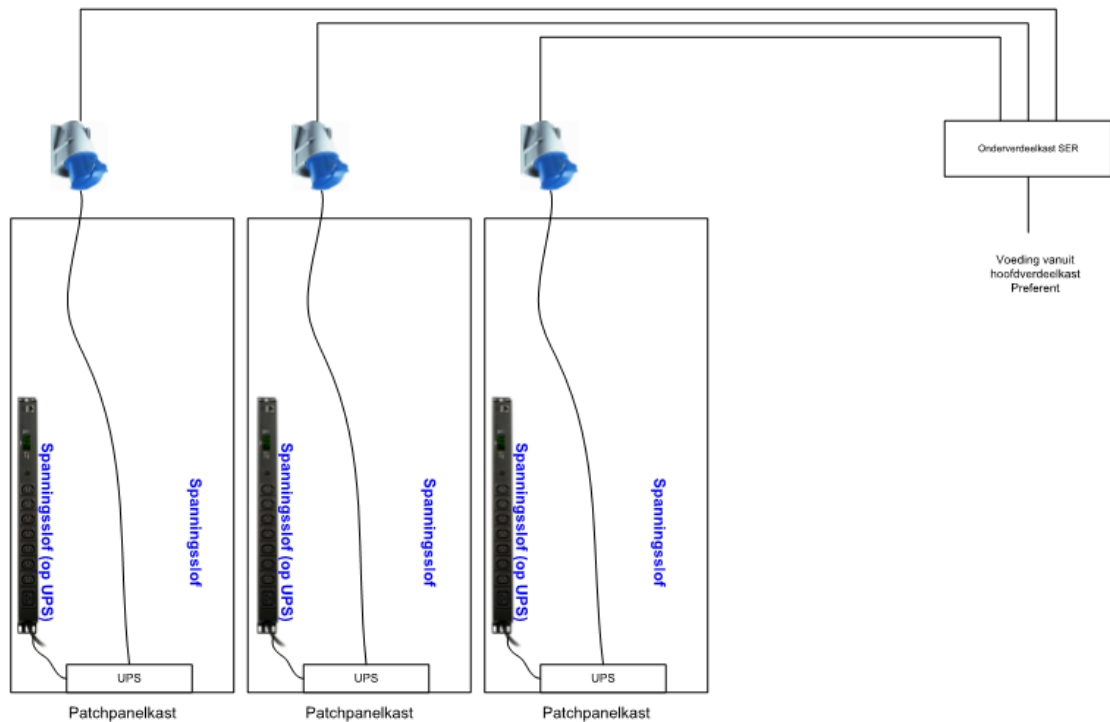 Onderverdeelkast SER
Voeding vanuit
hoofdverdeelkast
Preferent
Spanningsslof (op UPS)
Spanningsslof
UPS
Patchpanelkast
Spanningsslof (op UPS)
Spanningsslof
UPS
Patchpanelkast
Spanningsslof (op UPS)
Spanningsslof
UPS
Patchpanelkast